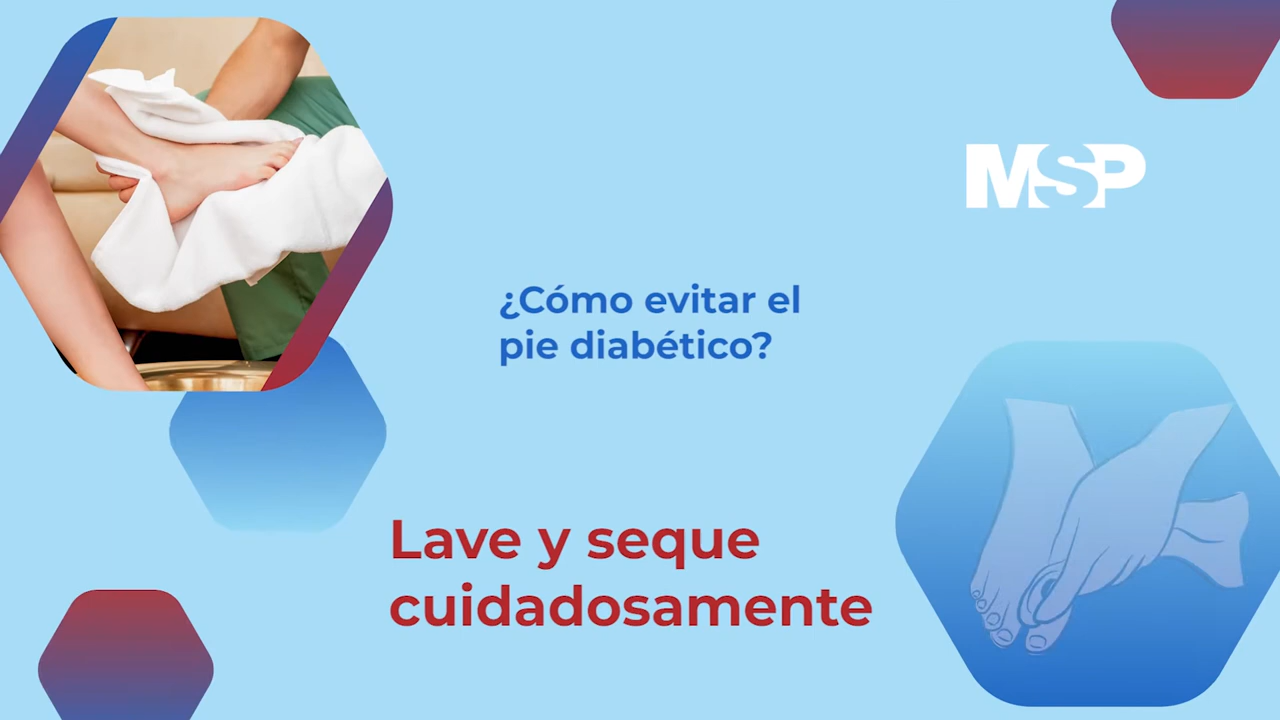 MSP
¿Cómo evitar el
pie diabético?
Lave y seque
cuidadosamente